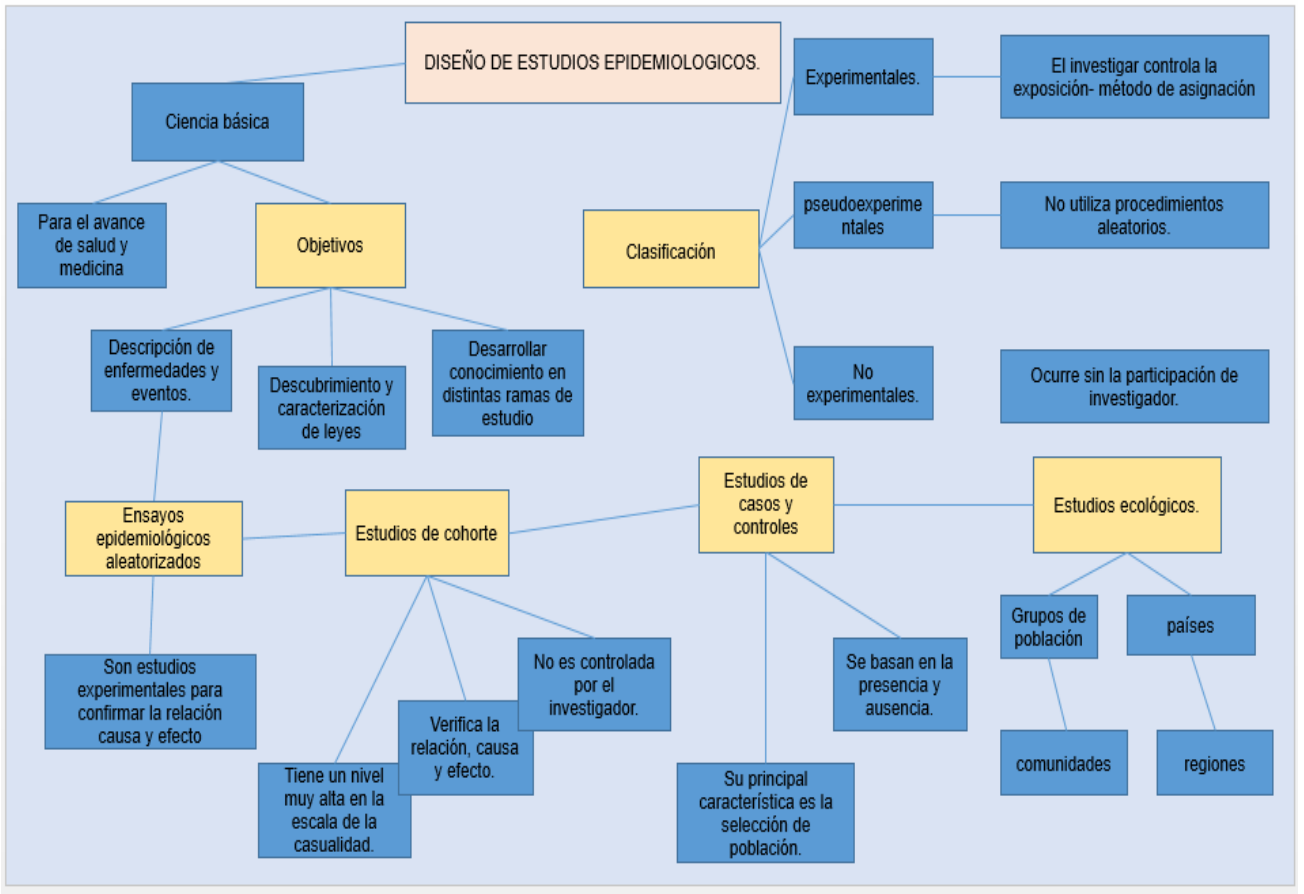 DISEÑO DE ESTUDIOS EPIDEMIOLOGICOS.
Ciencia básica
Para el avance
de salud y
medicina
Objetivos
Descripción de
enfermedades y
eventos.
Descubrimiento y
caracterización
de leyes
Desarrollar
conocimiento en
distintas ramas de
estudio
Clasificación
Experimentales.
El investigar controla la
exposición- método de asignación
pseudoexperime
ntales
No utiliza procedimientos
aleatorios.
No
experimentales.
Ocurre sin la participación de
investigador.
Ensayos
epidemiológicos
aleatorizados
Son estudios
experimentales para
confirmar la relación
causa y efecto
Estudios de cohorte
Tiene un nivel
muy alta en la
escala de la
casualidad.
Verifica la
relación, causa
y efecto.
No es controlada
por el
investigador.
Estudios de
casos y
controles
Su principal
característica es la
selección de
población.
Se basan en la
presencia y
ausencia.
Estudios ecológicos.
Grupos de
población
comunidades
países
regiones